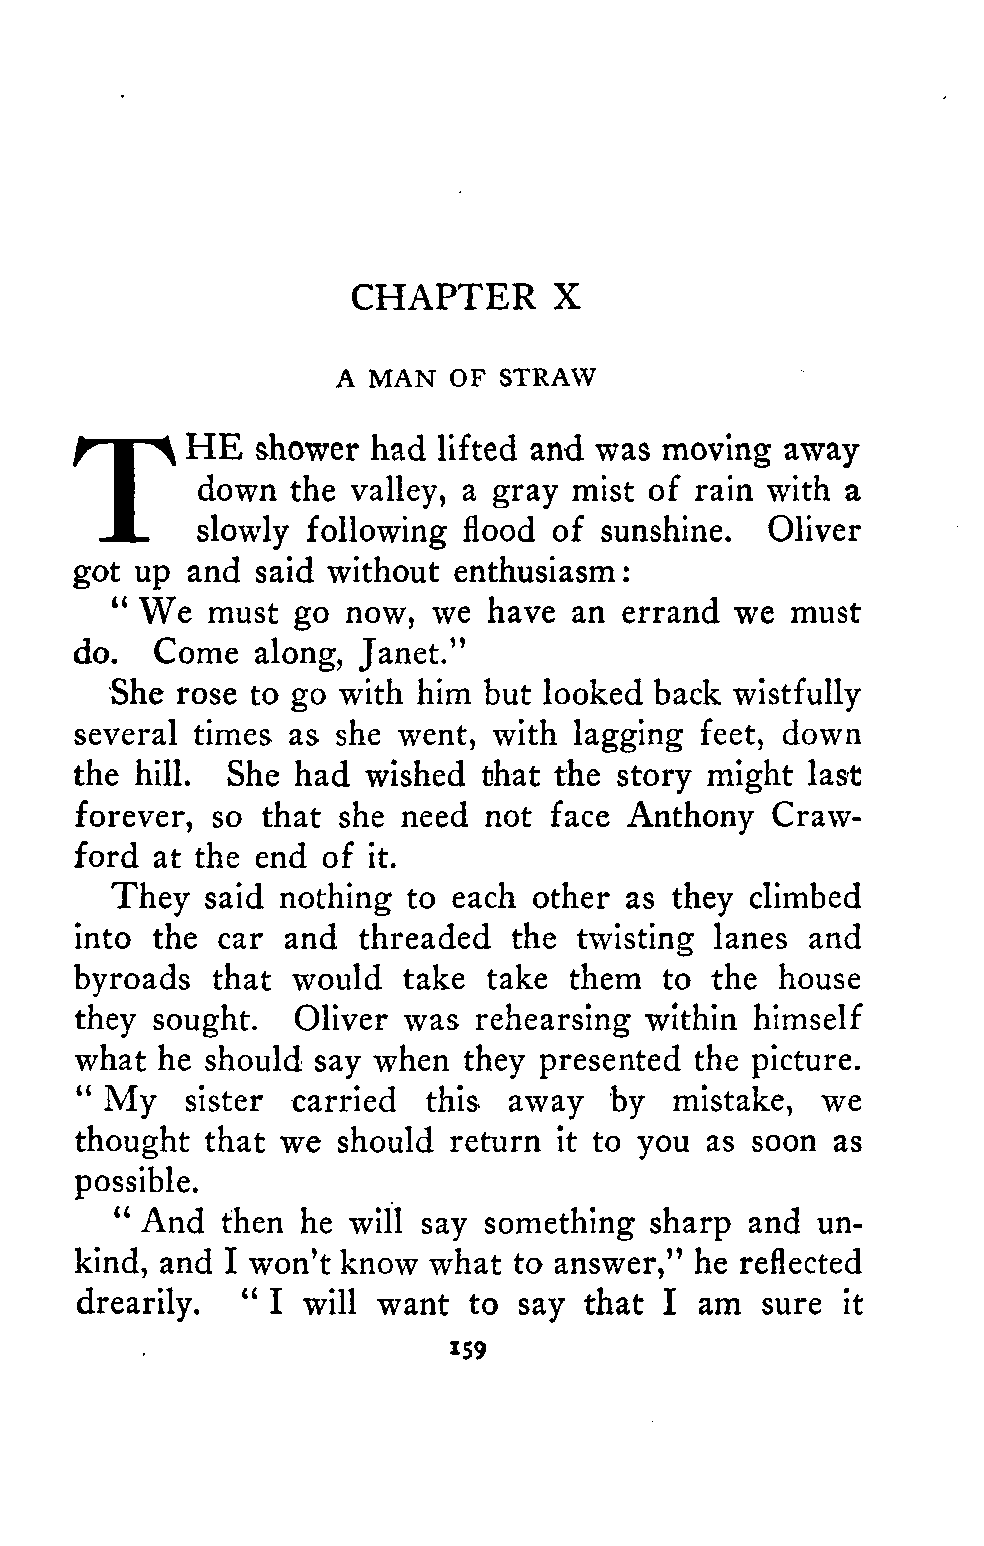 CHAPTER X
A MAN OF STRAW
THE shower had lifted and was moving away
down the valley, a gray mist of rain with a
slowly following flood of sunshine. Oliver
got up and said without enthusiasm:
“ We must go now, we have an errand we must
do. Come along, Janet.”
She rose to go with him but looked back wistfully
several times as she went, with lagging feet, down
the hill. She had wished that the story might last
forever, so that she need not face Anthony Craw-
ford at the end of it.
They said nothing to each other as they climbed
into the car and threaded the twisting lanes and
byroads that would take take them to the house
they sought. Oliver was rehearsing within himself
what he should say when they presented the picture.
“ My sister carried this away by mistake, we
thought that we should return it to you as soon as
possible.
“ And then he will say something sharp and un-
kind, and I won't know what to answer,” he reflected
drearily. “ I will want to say that I am sure it
159